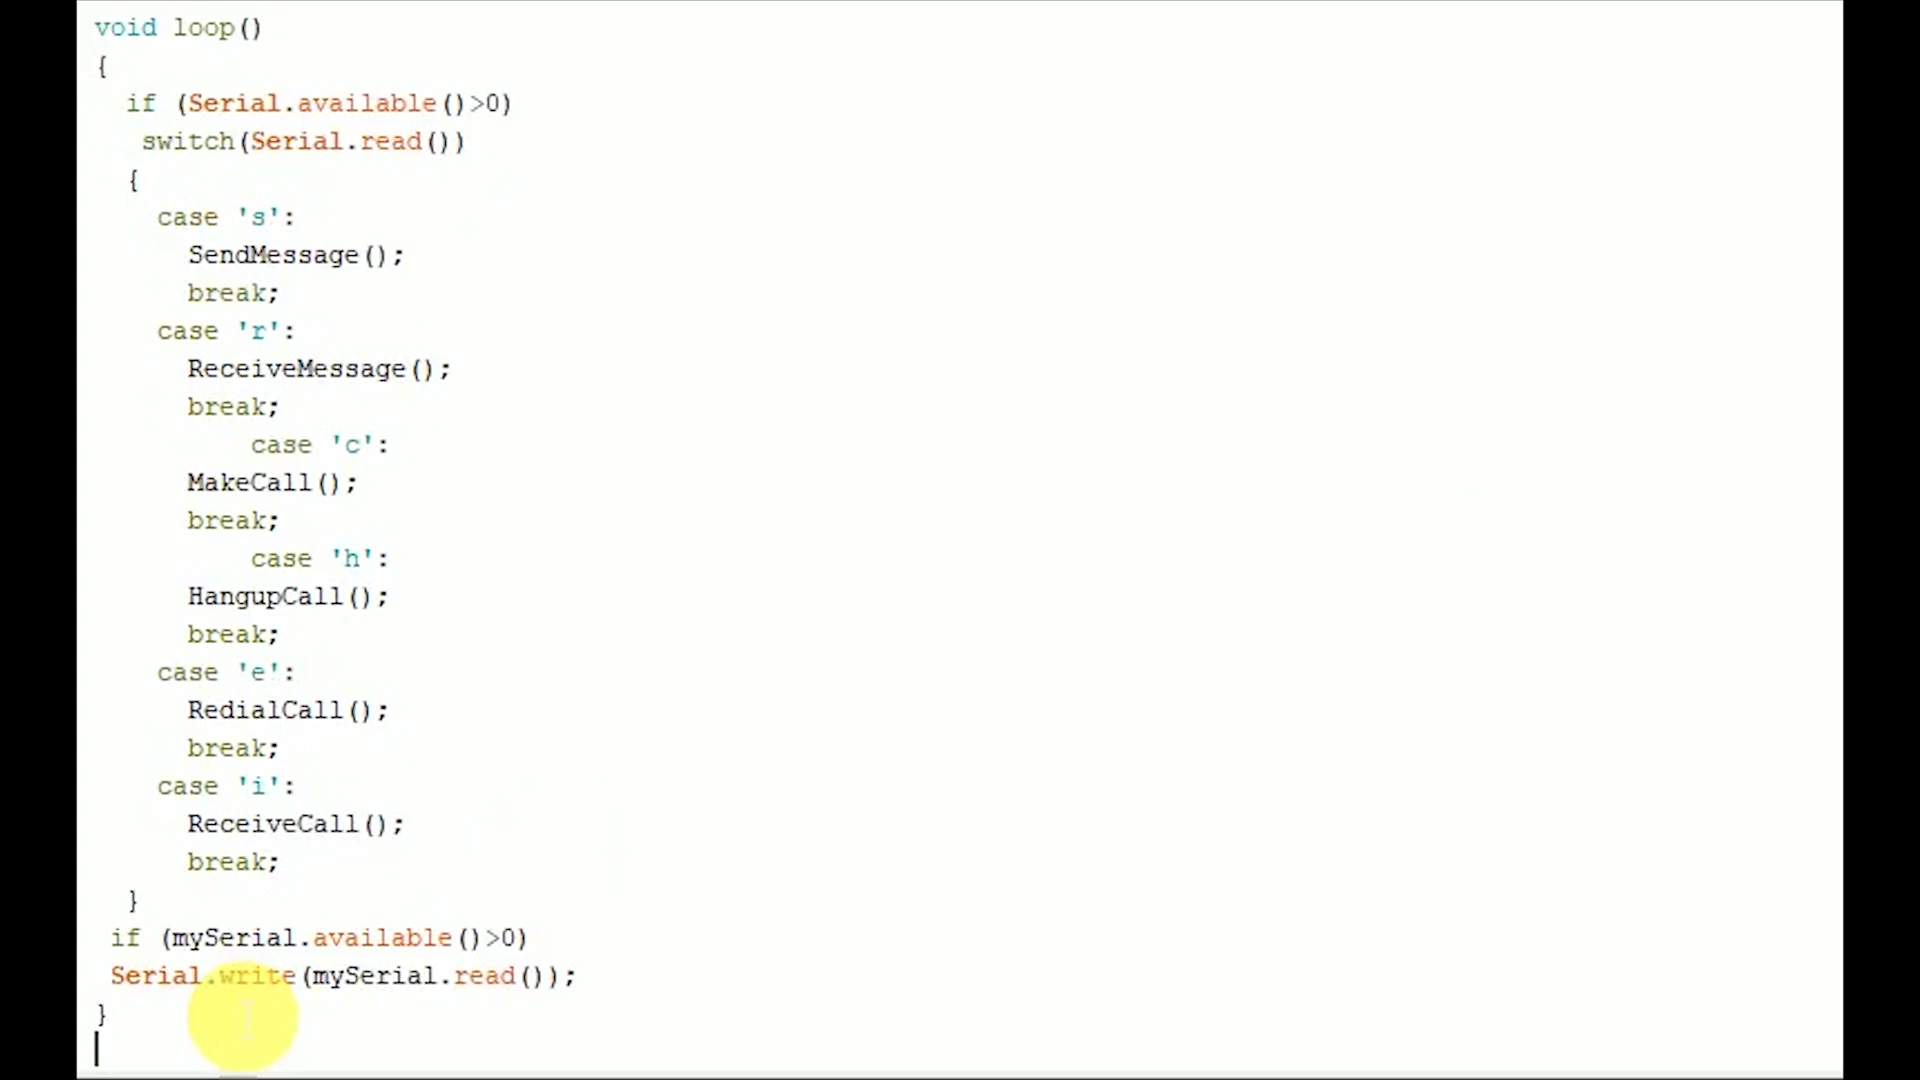 void loop()
{
  if (Serial.available()>0)
   switch(Serial.read())
  {
    case 's':
      SendMessage();
      break;
    case 'r':
      ReceiveMessage();
      break;
          case 'c':
      MakeCall();
      break;
          case 'h':
      HangupCall();
      break;
    case 'e':
      RedialCall();
      break;
    case 'i':
      ReceiveCall();
      break;
  }
 if (mySerial.available()>0)
 Serial.write(mySerial.read());
}